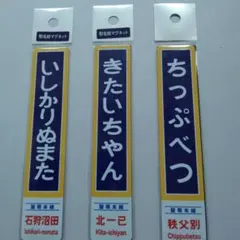 駅名板マグネット
いしかりぬまた
留萌本線
石狩沼田
Ishikari-numata
駅名板マグネット
きたいちゃん
留萌本線
北一已
Kita-ichiyan
駅名板マグネット
ちっぷべつ
留萌本線
秩父別
Chippubetsu